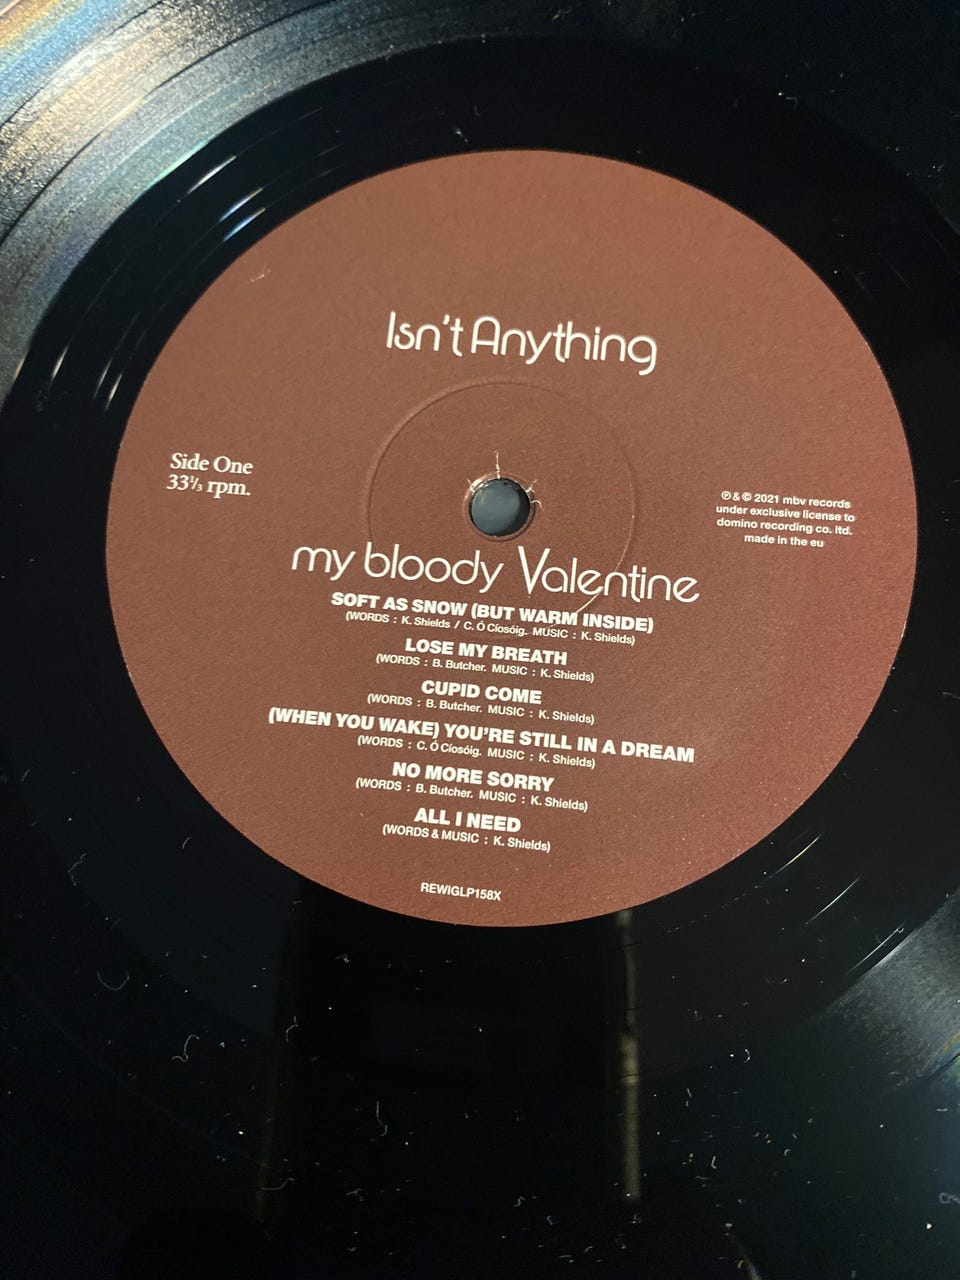 Isn't Anything
Side One
33⅓ rpm.
℗ & © 2021 mbv records
under exclusive license to
domino recording co. ltd.
made in the eu
my bloody Valentine
SOFT AS SNOW (BUT WARM INSIDE)
(WORDS : K. Shields / C. Ó Cíosóig. MUSIC : K. Shields)
LOSE MY BREATH
(WORDS : B. Butcher. MUSIC : K. Shields)
CUPID COME
(WORDS : B. Butcher. MUSIC : K. Shields)
(WHEN YOU WAKE) YOU'RE STILL IN A DREAM
(WORDS : C. Ó Cíosóig. MUSIC : K. Shields)
NO MORE SORRY
(WORDS : B. Butcher. MUSIC : K. Shields)
ALL I NEED
(WORDS & MUSIC : K. Shields)
REWIGLP158X